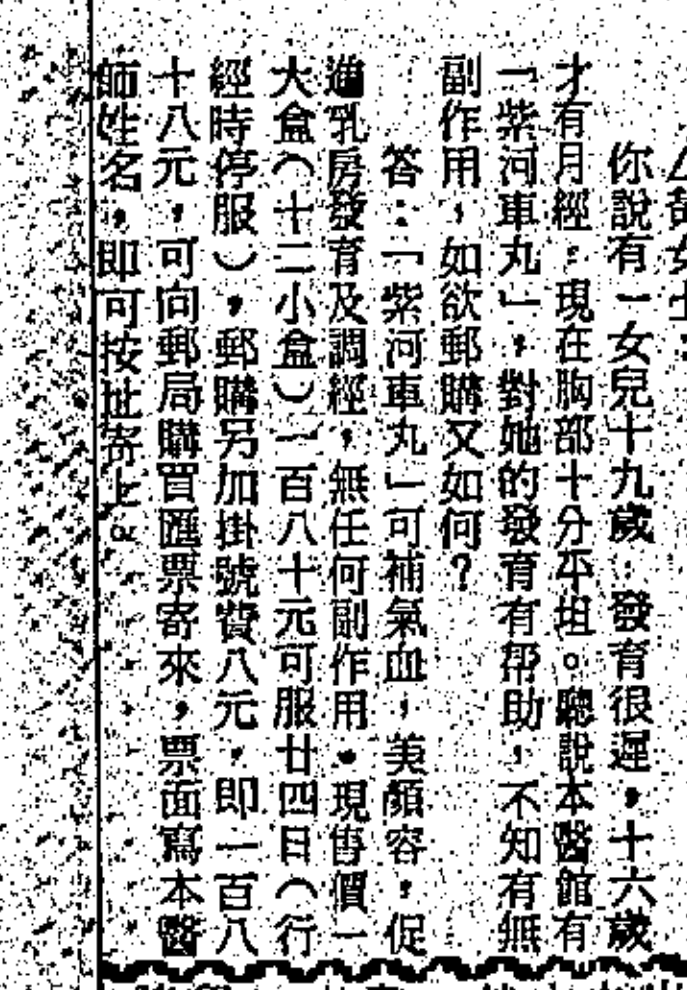 女士：
你說有一女兒十九歲，發育很遲，十六歲
才有月經。現在胸部十分平坦。聽說本醫館有
「紫河車丸」，對她的發育有帮助，不知有無
副作用，如欲郵購又如何？
答：「紫河車丸」可補氣血，美顏容，促
進乳房發育及調經，無任何副作用。現售價一
大盒（十二小盒）一百八十元可服廿四日（行
經時停服），郵購另加掛號費八元，即一百八
十八元，可向郵局購買匯票寄來，票面寫本醫
師姓名，即可按址寄上。